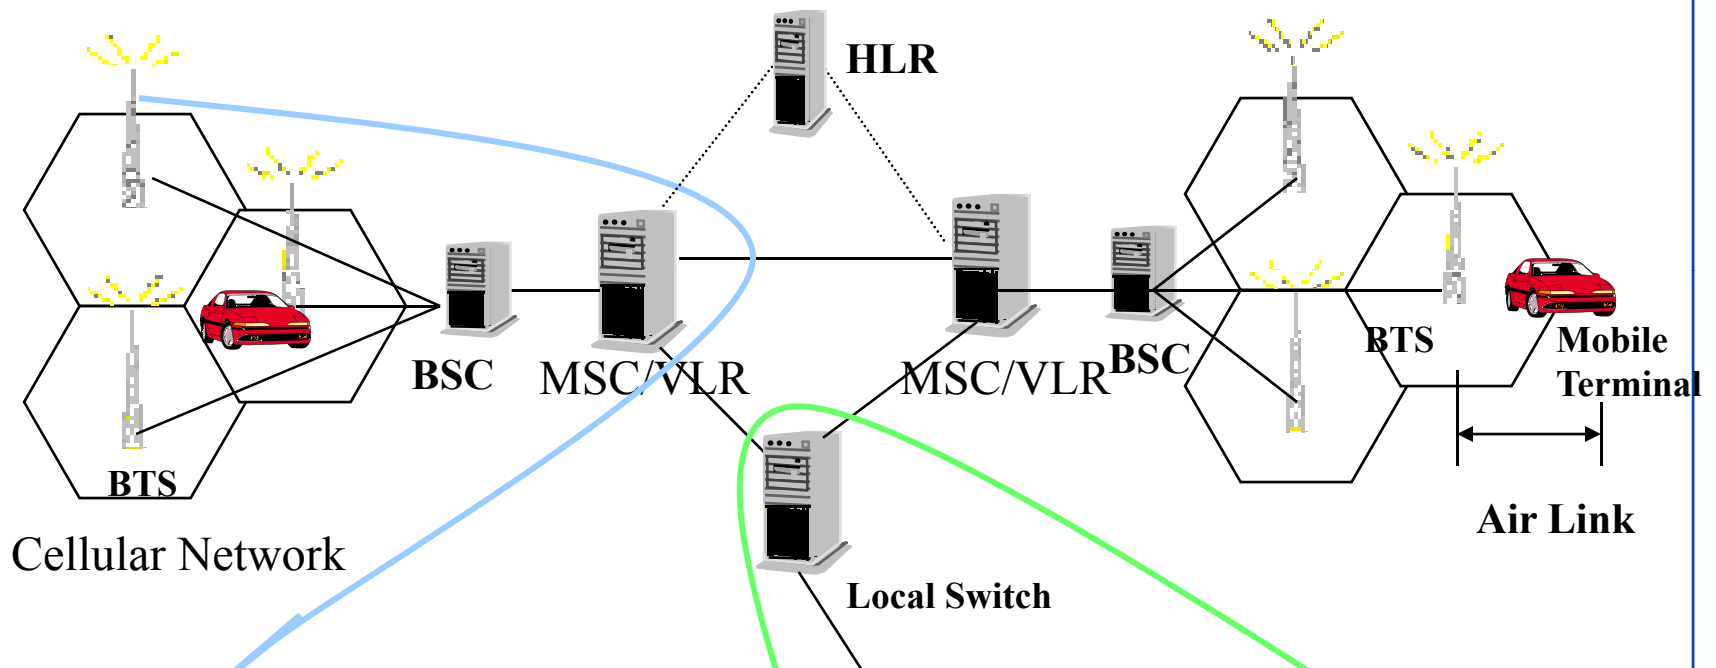 HLR
BSC
MSC/VLR
MSC/VLR
BSC
BTS
Mobile
Terminal
BTS
Air Link
Cellular Network
Local Switch